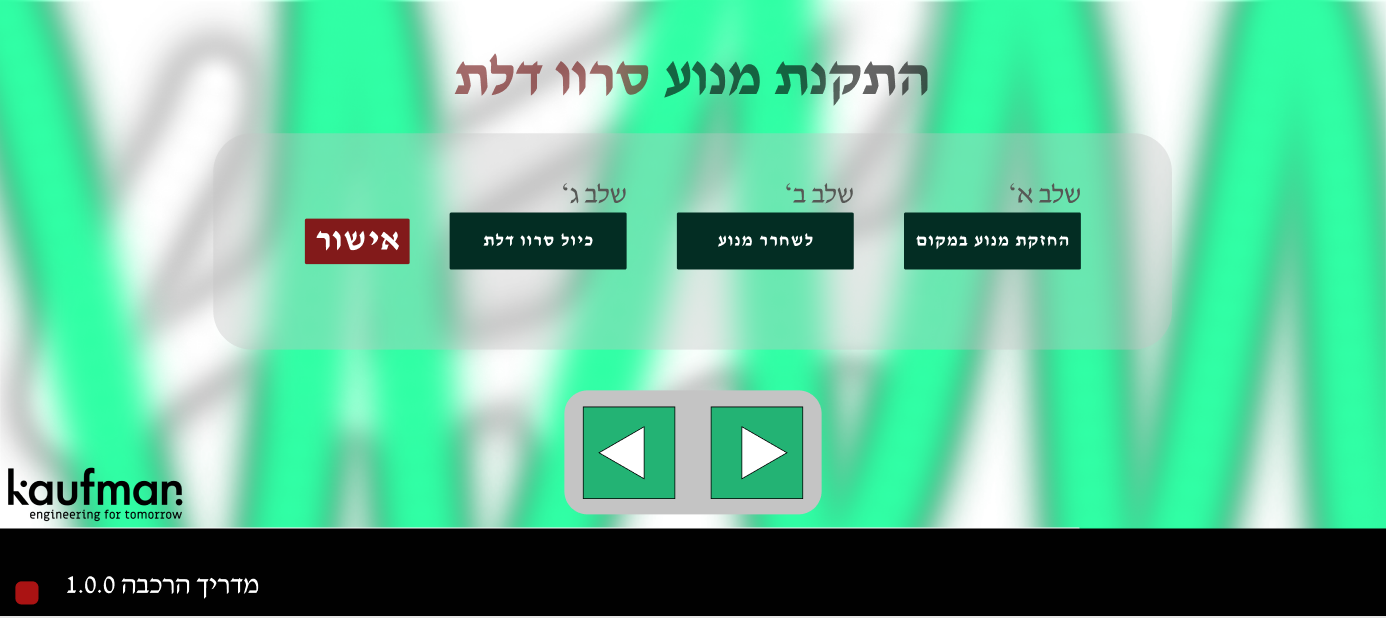 התקנת מנוע סרוו דלת
שלב א'
החזקת מנוע במקום
שלב ב'
לשחרר מנוע
שלב ג'
כיול סרוו דלת
אישור
kaufman
engineering for tomorrow
מדריך הרכבה 1.0.0